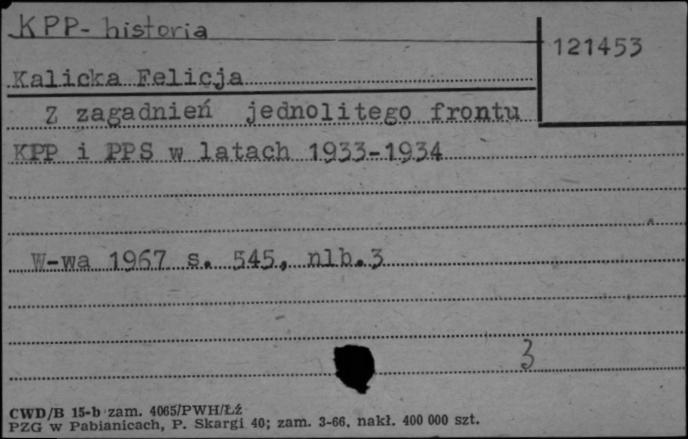 KPP- historia
121453
Kalicka Felicja
Z zagadnień jednolitego frontu
KPP i PPS w latach 1933-1934
W-wa 1967 s. 545, nlb.3
3
CWD/B 15-b zam. 4065/PWH/Łź
PZG w Pabianicach, P. Skargi 40; zam. 3-66. nakł. 400 000 szt.